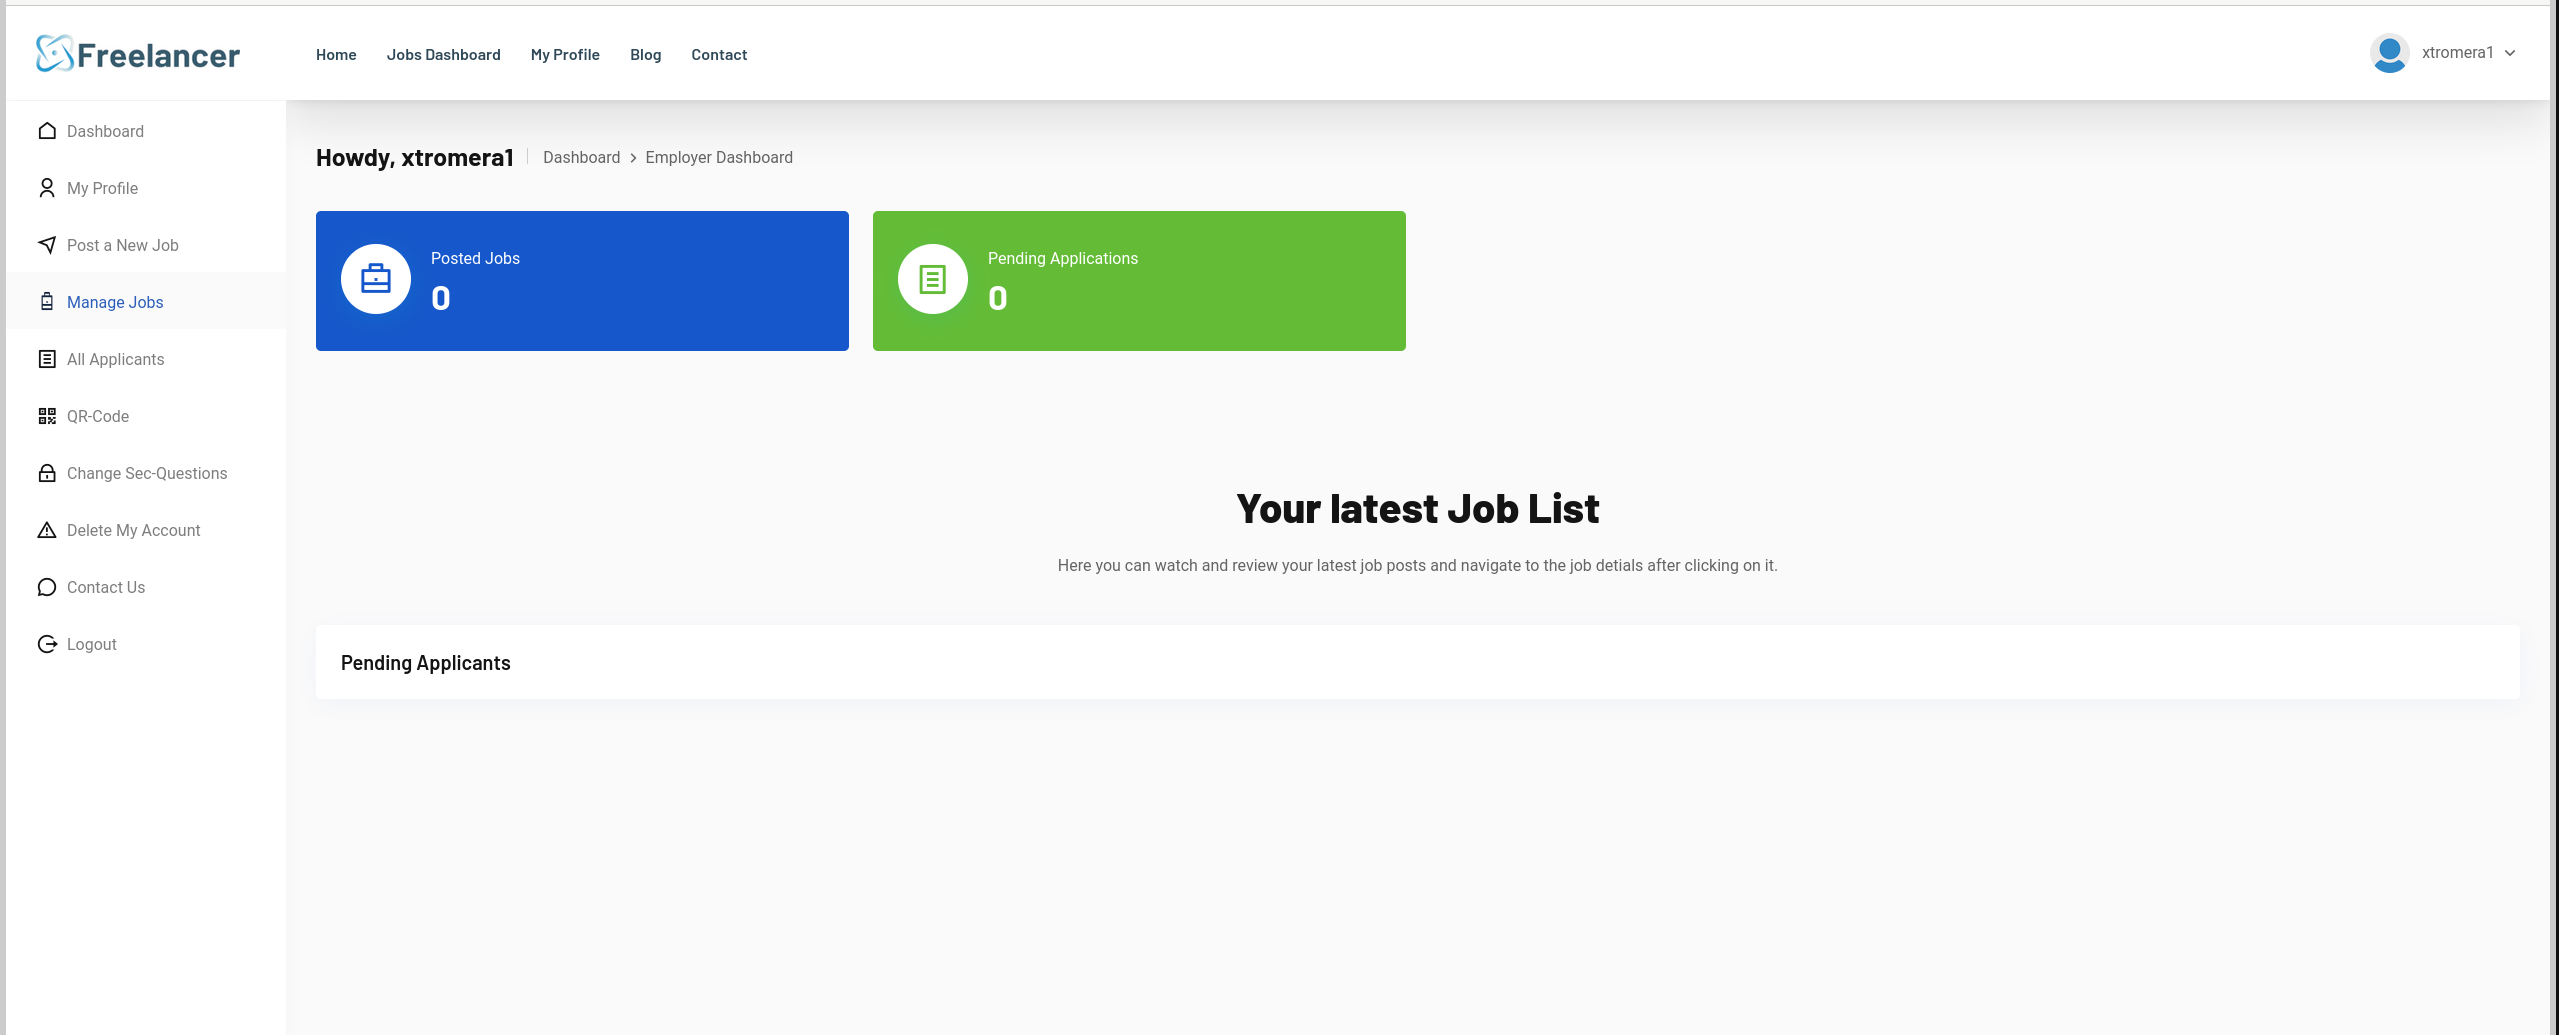 Freelancer
Home Jobs Dashboard My Profile Blog Contact
xtromera1
Dashboard
My Profile
Post a New Job
Manage Jobs
All Applicants
QR-Code
Change Sec-Questions
Delete My Account
Contact Us
Logout
Howdy, xtromera1
Dashboard > Employer Dashboard
Posted Jobs
0
Pending Applications
0
Your latest Job List
Here you can watch and review your latest job posts and navigate to the job detials after clicking on it.
Pending Applicants